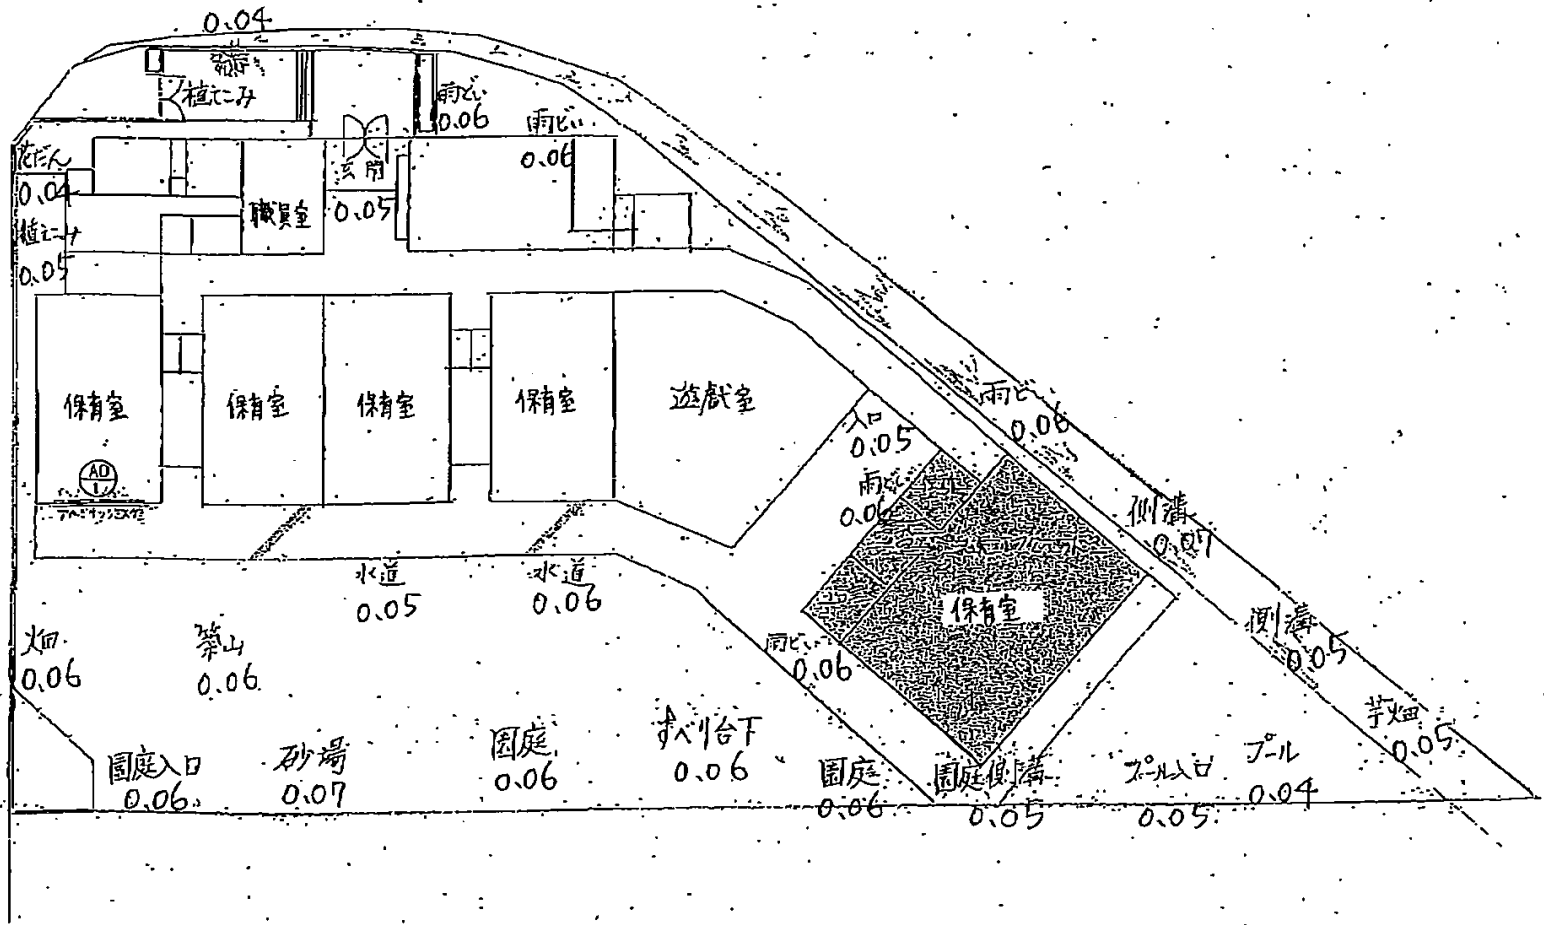 0.04
植こみ
雨どい
0.06
雨どい
0.06
花だん
0.04
玄関
0.05
職員室
植こみ
0.05
保育室
保育室
保育室
保育室
遊戯室
AD
1
入口
0.05
雨どい
0.06
雨どい
0.06
側溝
0.07
保育室
水道
0.05
水道
0.06
側溝
0.05
畑
0.06
築山
0.06
雨どい
0.06
芋畑
0.05
園庭入口
0.06
砂場
0.07
園庭
0.06
すべり台下
0.06
園庭
0.06
園庭側溝
0.05
プール入口
0.05
プール
0.04